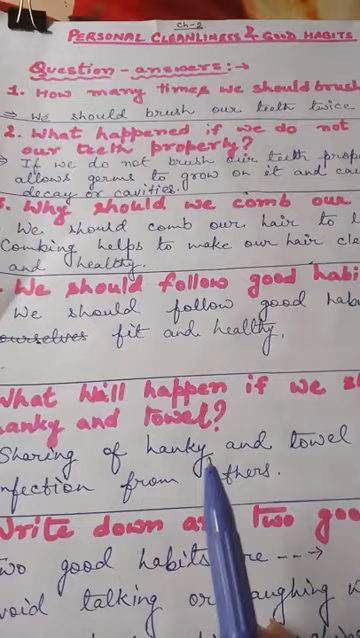 Ch-2
PERSONAL CLEANLINESS & GOOD HABITS
Question - answers:→
1. How many times we should brush
⇒ We should brush our teeth twice
2. What happened if we do not
our teeth properly?
⇒ If we do not brush our teeth prop
allows germs to grow on it and cau
decay or cavities.
3. Why should we comb our
We should comb our hair to
Combing helps to make our hair cle
and healthy.
We should follow good habi
We should follow good hab
ourselves fit and healthy.
What will happen if we s
hanky and towel?
Sharing of hanky and towel
nfection from others.
Write down a Two goo
wo good habits are ---→
void talking or laughing